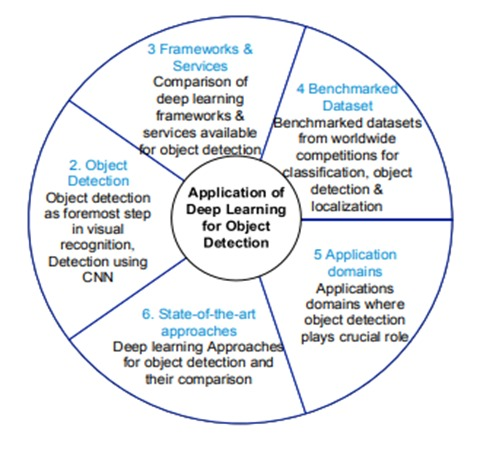 3 Frameworks &
Services
Comparison of
deep learning
frameworks &
services available
for object detection
4 Benchmarked
Dataset
Benchmarked datasets
from worldwide
competitions for
classification, object
detection &
localization
2. Object
Detection
Object detection
as foremost step
in visual
recognition,
Detection using
CNN
Application of
Deep Learning
for Object
Detection
5 Application
domains
Applications
domains where
object detection
plays crucial role
6. State-of-the-art
approaches
Deep learning Approaches
for object detection and
their comparison